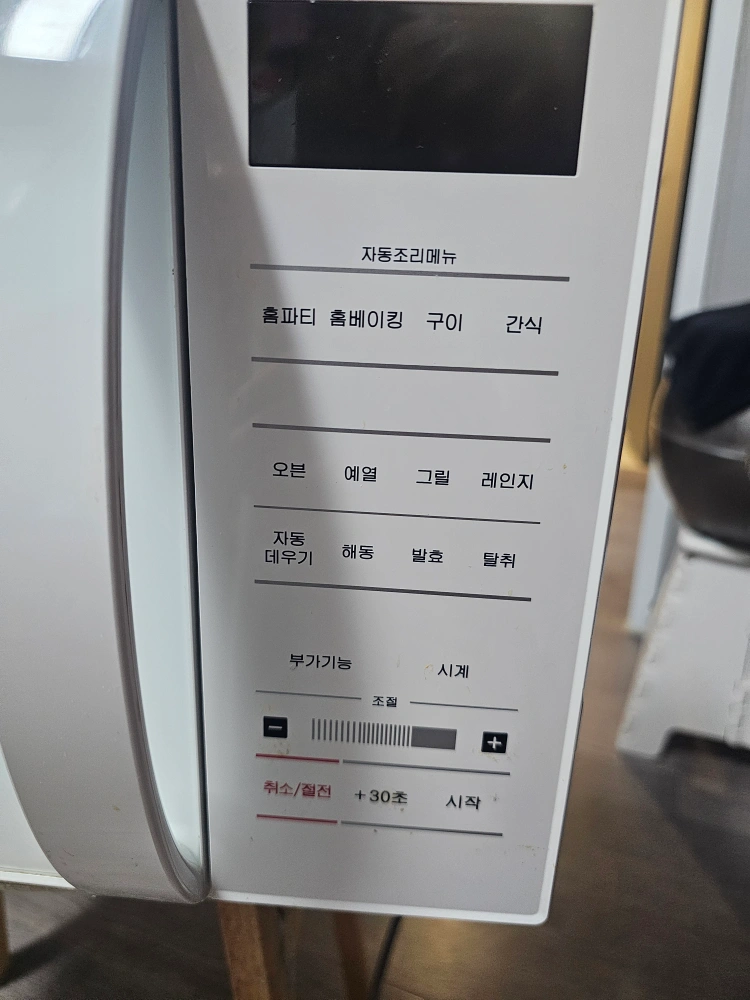 자동조리메뉴
홈파티 홈베이킹 구이 간식
오븐 예열 그릴 레인지
자동
데우기 해동 발효 탈취
부가기능 시계
조절
− +
취소/절전 +30초 시작